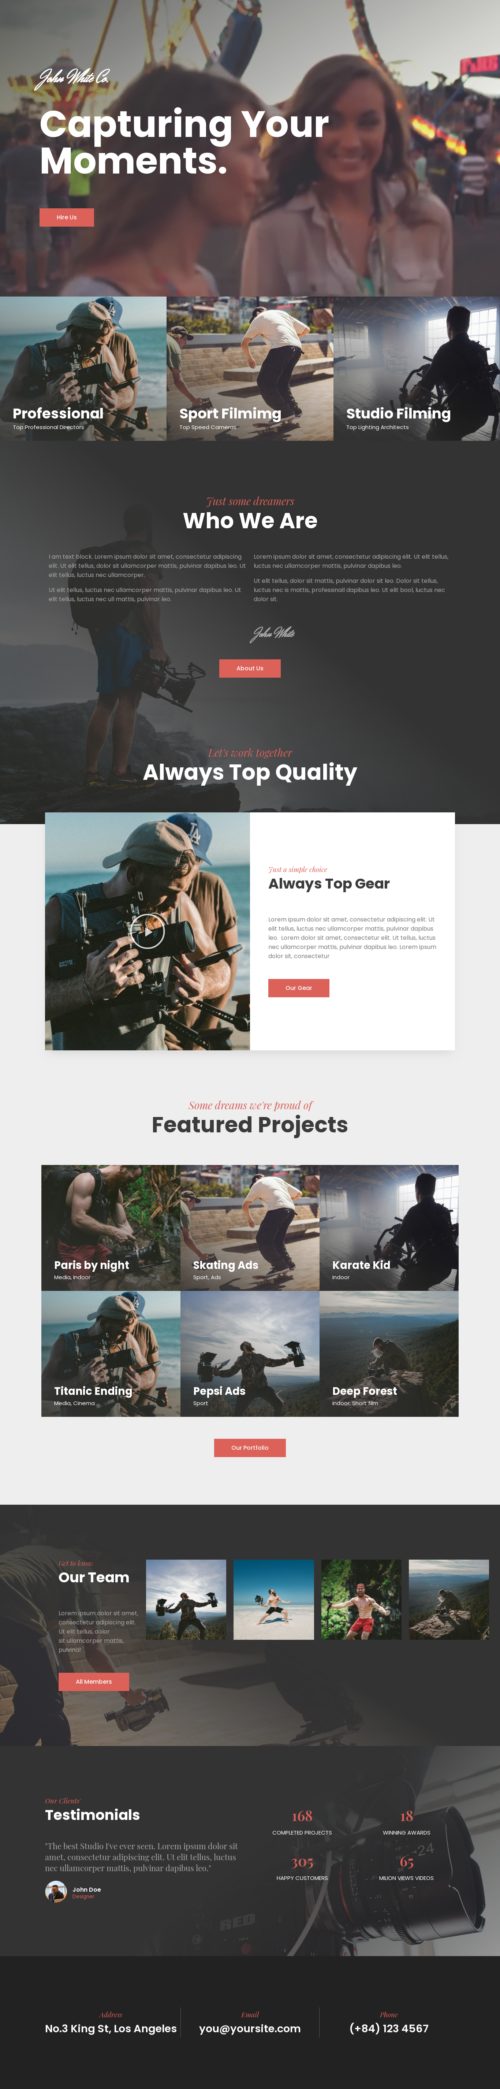 John White Co.
Capturing Your
Moments.
Hire Us
Professional
Top Professional Directors
Sport Filmimg
Top Speed Cameras
Studio Filming
Top Lighting Architects
Just some dreamers
Who We Are
I am text block. Lorem ipsum dolor sit amet, consectetur adipiscing
elit. Ut elit tellus, dolor sit ullamcorper mattis, pulvinar dapibus leo. Ut
elit tellus, luctus nec ullamcorper.
Ut elit tellus, luctus nec ullamcorper mattis, pulvinar dapibus leo. Ut
elit tellus, luctus nec ull mattis, pulvinar leo.
Lorem ipsum dolor sit amet, consectetur adipiscing elit. Ut elit tellus,
luctus nec ullamcorper mattis, pulvinar dapibus leo.
Ut elit tellus, dolor sit mattis, pulvinar dolor sit leo. Dolor sit tellus,
luctus nec is mattis, professnail dapibus leo. Ut elit bool, luctus nec
dolor sit.
John White
About Us
Let's work together
Always Top Quality
Just a simple choice
Always Top Gear
Lorem ipsum dolor sit amet, consectetur adipiscing elit. Ut
elit tellus, luctus nec ullamcorper mattis, pulvinar dapibus
leo. Lorem ipsum dolor sit amet, consectetur adipiscing
elit. Ut elit tellus, luctus nec ullamcorper mattis, pulvinar dapibus leo. Lorem ipsum
dolor sit, consectetur
Our Gear
Some dreams we're proud of
Featured Projects
Paris by night
Media, Indoor
Skating Ads
Sport, Ads
Karate Kid
Indoor
Titanic Ending
Media, Cinema
Pepsi Ads
Sport
Deep Forest
Indoor, Short film
Our Portfolio
Get to know
Our Team
Lorem ipsum dolor sit amet,
consectetur adipiscing elit.
Ut elit tellus, dolor
sit ullamcorper mattis,
pulvinar
All Members
Our Clients'
Testimonials
"The best Studio I've ever seen. Lorem ipsum dolor sit
amet, consectetur adipiscing elit. Ut elit tellus, luctus
nec ullamcorper mattis, pulvinar dapibus leo."
John Doe
Designer
168
COMPLETED PROJECTS
18
WINNING AWARDS
305
HAPPY CUSTOMERS
65
MILION VIEWS VIDEOS
RED
24
Address
No.3 King St, Los Angeles
Email
you@yoursite.com
Phone
(+84) 123 4567